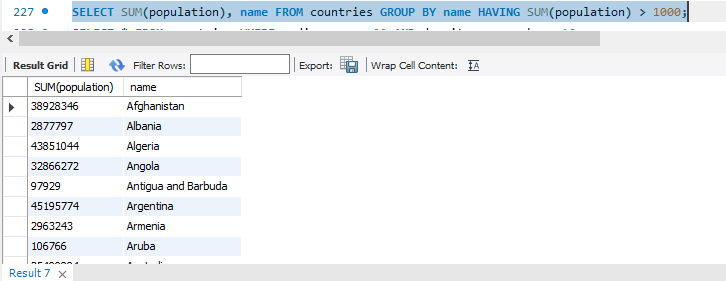 227 SELECT SUM(population), name FROM countries GROUP BY name HAVING SUM(population) > 1000;
Result Grid Filter Rows: Export: Wrap Cell Content:
SUM(population) name
38928346 Afghanistan
2877797 Albania
43851044 Algeria
32866272 Angola
97929 Antigua and Barbuda
45195774 Argentina
2963243 Armenia
106766 Aruba
Result 7